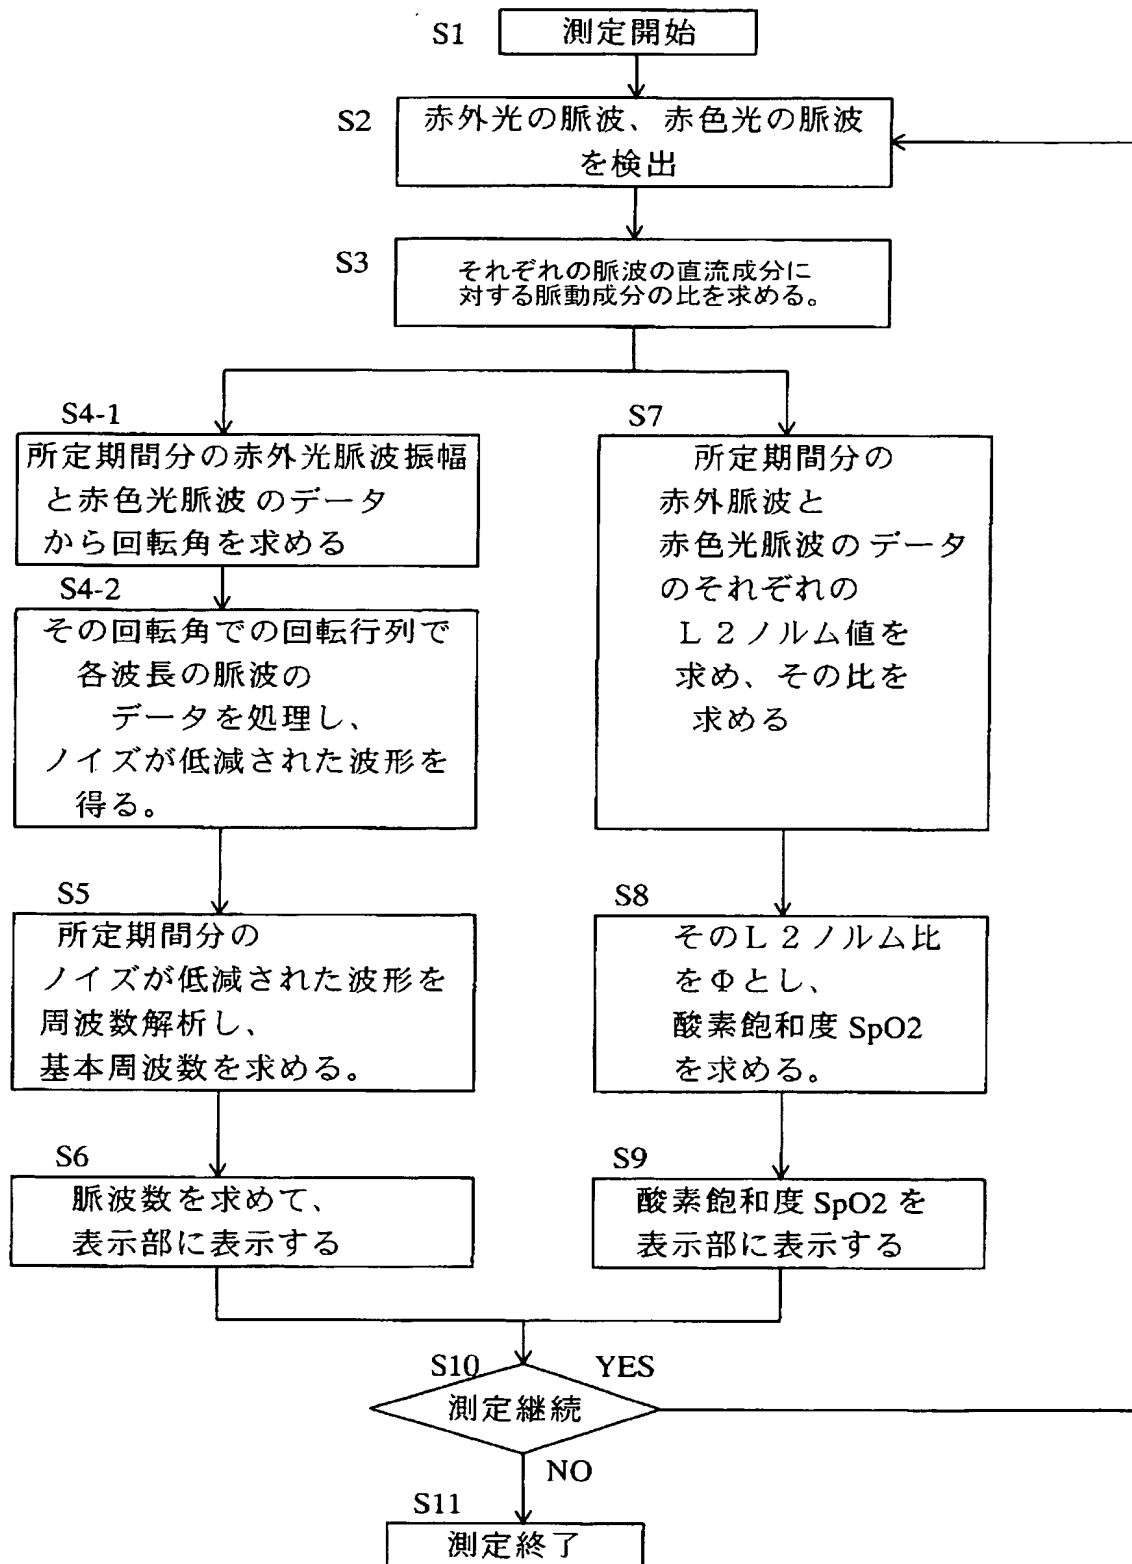 S1
測定開始
S2
赤外光の脈波、赤色光の脈波
を検出
S3
それぞれの脈波の直流成分に
対する脈動成分の比を求める。
S4-1
所定期間分の赤外光脈波振幅
と赤色光脈波のデータ
から回転角を求める
S4-2
その回転角での回転行列で
各波長の脈波の
データを処理し、
ノイズが低減された波形を
得る。
S5
所定期間分の
ノイズが低減された波形を
周波数解析し、
基本周波数を求める。
S6
脈波数を求めて、
表示部に表示する
S7
所定期間分の
赤外脈波と
赤色光脈波のデータ
のそれぞれの
L2ノルム値を
求め、その比を
求める
S8
そのL2ノルム比
をΦとし、
酸素飽和度 SpO2
を求める。
S9
酸素飽和度 SpO2 を
表示部に表示する
S10
YES
測定継続
NO
S11
測定終了